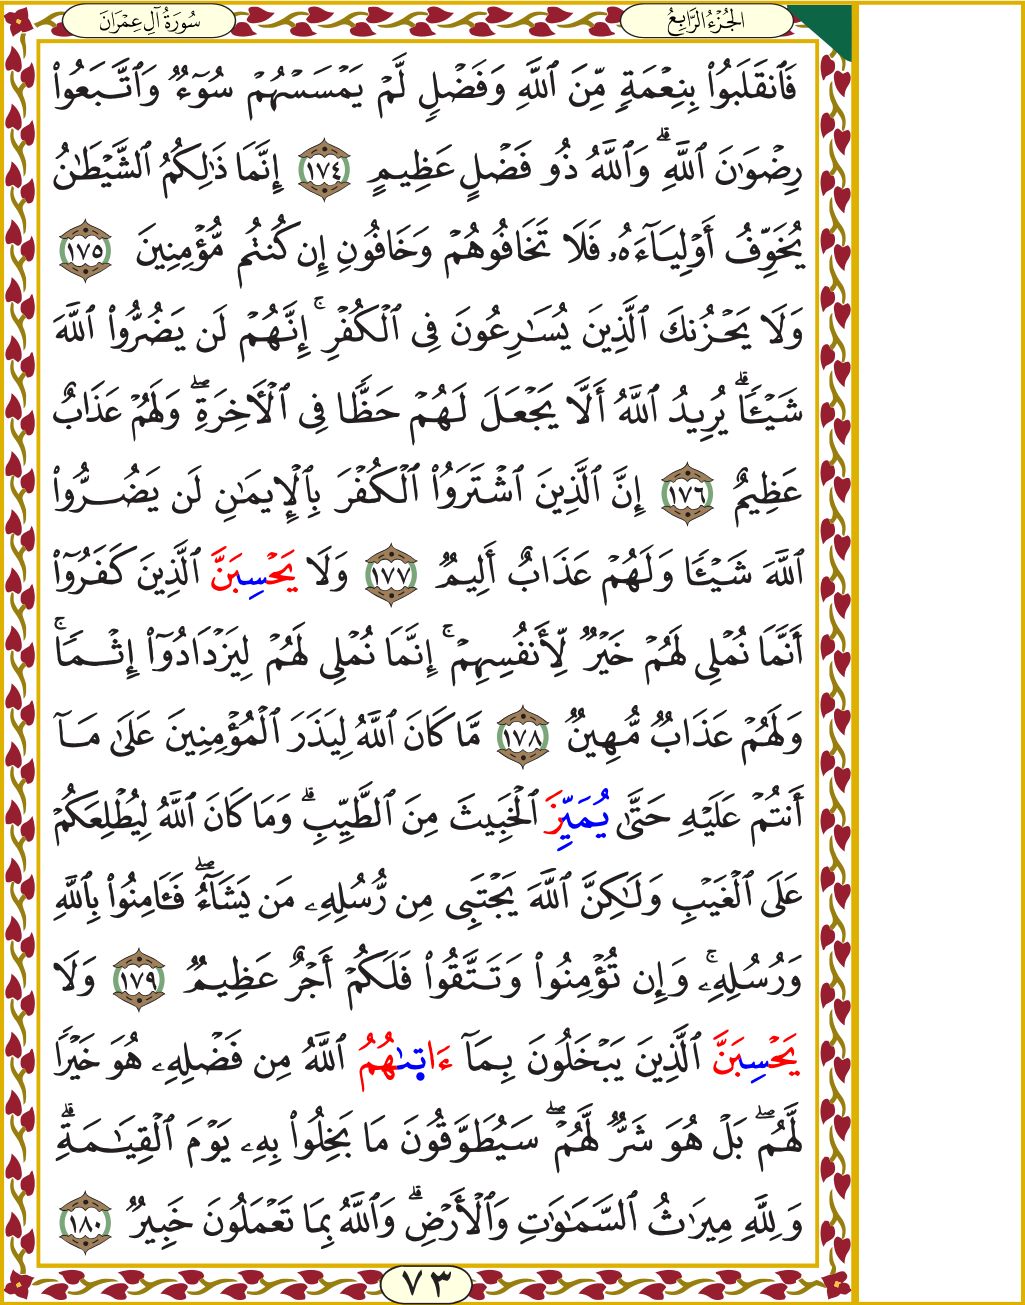 الجُزْءُ الرَّابِعُ
سُورَةُ آلِ عِمْرَانَ
فَٱنقَلَبُواْ بِنِعۡمَةٖ مِّنَ ٱللَّهِ وَفَضۡلٖ لَّمۡ يَمۡسَسۡهُمۡ سُوٓءٞ وَٱتَّبَعُواْ
رِضۡوَٰنَ ٱللَّهِۗ وَٱللَّهُ ذُو فَضۡلٍ عَظِيمٍ ١٧٤ إِنَّمَا ذَٰلِكُمُ ٱلشَّيۡطَٰنُ
يُخَوِّفُ أَوۡلِيَآءَهُۥ فَلَا تَخَافُوهُمۡ وَخَافُونِ إِن كُنتُم مُّؤۡمِنِينَ ١٧٥
وَلَا يَحۡزُنكَ ٱلَّذِينَ يُسَٰرِعُونَ فِي ٱلۡكُفۡرِۚ إِنَّهُمۡ لَن يَضُرُّواْ ٱللَّهَ
شَيۡـٔٗاۗ يُرِيدُ ٱللَّهُ أَلَّا يَجۡعَلَ لَهُمۡ حَظّٗا فِي ٱلۡأٓخِرَةِۖ وَلَهُمۡ عَذَابٌ
عَظِيمٌ ١٧٦ إِنَّ ٱلَّذِينَ ٱشۡتَرَوُاْ ٱلۡكُفۡرَ بِٱلۡإِيمَٰنِ لَن يَضُرُّواْ
ٱللَّهَ شَيۡـٔٗا وَلَهُمۡ عَذَابٌ أَلِيمٞ ١٧٧ وَلَا يَحۡسِبَنَّ ٱلَّذِينَ كَفَرُوٓاْ
أَنَّمَا نُمۡلِي لَهُمۡ خَيۡرٞ لِّأَنفُسِهِمۡۚ إِنَّمَا نُمۡلِي لَهُمۡ لِيَزۡدَادُوٓاْ إِثۡمٗاۚ
وَلَهُمۡ عَذَابٞ مُّهِينٞ ١٧٨ مَّا كَانَ ٱللَّهُ لِيَذَرَ ٱلۡمُؤۡمِنِينَ عَلَىٰ مَآ
أَنتُمۡ عَلَيۡهِ حَتَّىٰ يُمَيِّزَ ٱلۡخَبِيثَ مِنَ ٱلطَّيِّبِۗ وَمَا كَانَ ٱللَّهُ لِيُطۡلِعَكُمۡ
عَلَى ٱلۡغَيۡبِ وَلَٰكِنَّ ٱللَّهَ يَجۡتَبِي مِن رُّسُلِهِۦ مَن يَشَآءُۖ فَـَٔامِنُواْ بِٱللَّهِ
وَرُسُلِهِۦۚ وَإِن تُؤۡمِنُواْ وَتَتَّقُواْ فَلَكُمۡ أَجۡرٌ عَظِيمٞ ١٧٩ وَلَا
يَحۡسِبَنَّ ٱلَّذِينَ يَبۡخَلُونَ بِمَآ ءَاتٜىٰهُمُ ٱللَّهُ مِن فَضۡلِهِۦ هُوَ خَيۡرٗا
لَّهُمۖ بَلۡ هُوَ شَرّٞ لَّهُمۡۖ سَيُطَوَّقُونَ مَا بَخِلُواْ بِهِۦ يَوۡمَ ٱلۡقِيَٰمَةِۗ
وَلِلَّهِ مِيرَٰثُ ٱلسَّمَٰوَٰتِ وَٱلۡأَرۡضِۗ وَٱللَّهُ بِمَا تَعۡمَلُونَ خَبِيرٞ ١٨٠
٧٣